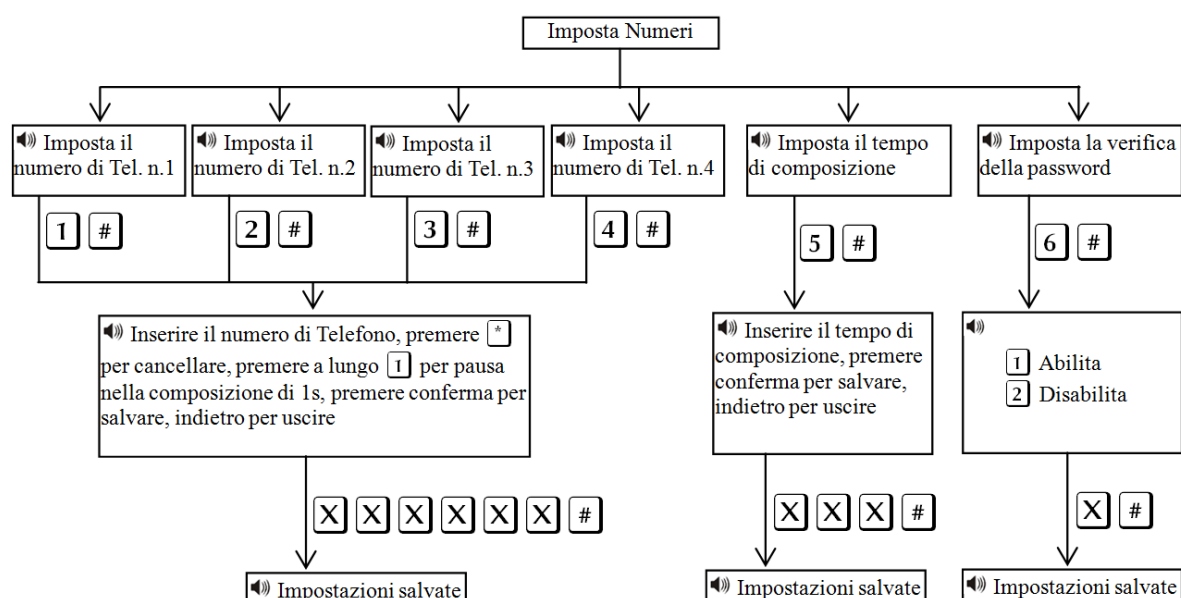 Imposta Numeri
Imposta il
numero di Tel. n.1
Imposta il
numero di Tel. n.2
Imposta il
numero di Tel. n.3
Imposta il
numero di Tel. n.4
Imposta il tempo
di composizione
Imposta la verifica
della password
1 #
2 #
3 #
4 #
5 #
6 #
Inserire il numero di Telefono, premere *
per cancellare, premere a lungo 1 per pausa
nella composizione di 1s, premere conferma per
salvare, indietro per uscire
Inserire il tempo di
composizione, premere
conferma per salvare,
indietro per uscire
1 Abilita
2 Disabilita
X X X X X X #
X X X #
X #
Impostazioni salvate
Impostazioni salvate
Impostazioni salvate